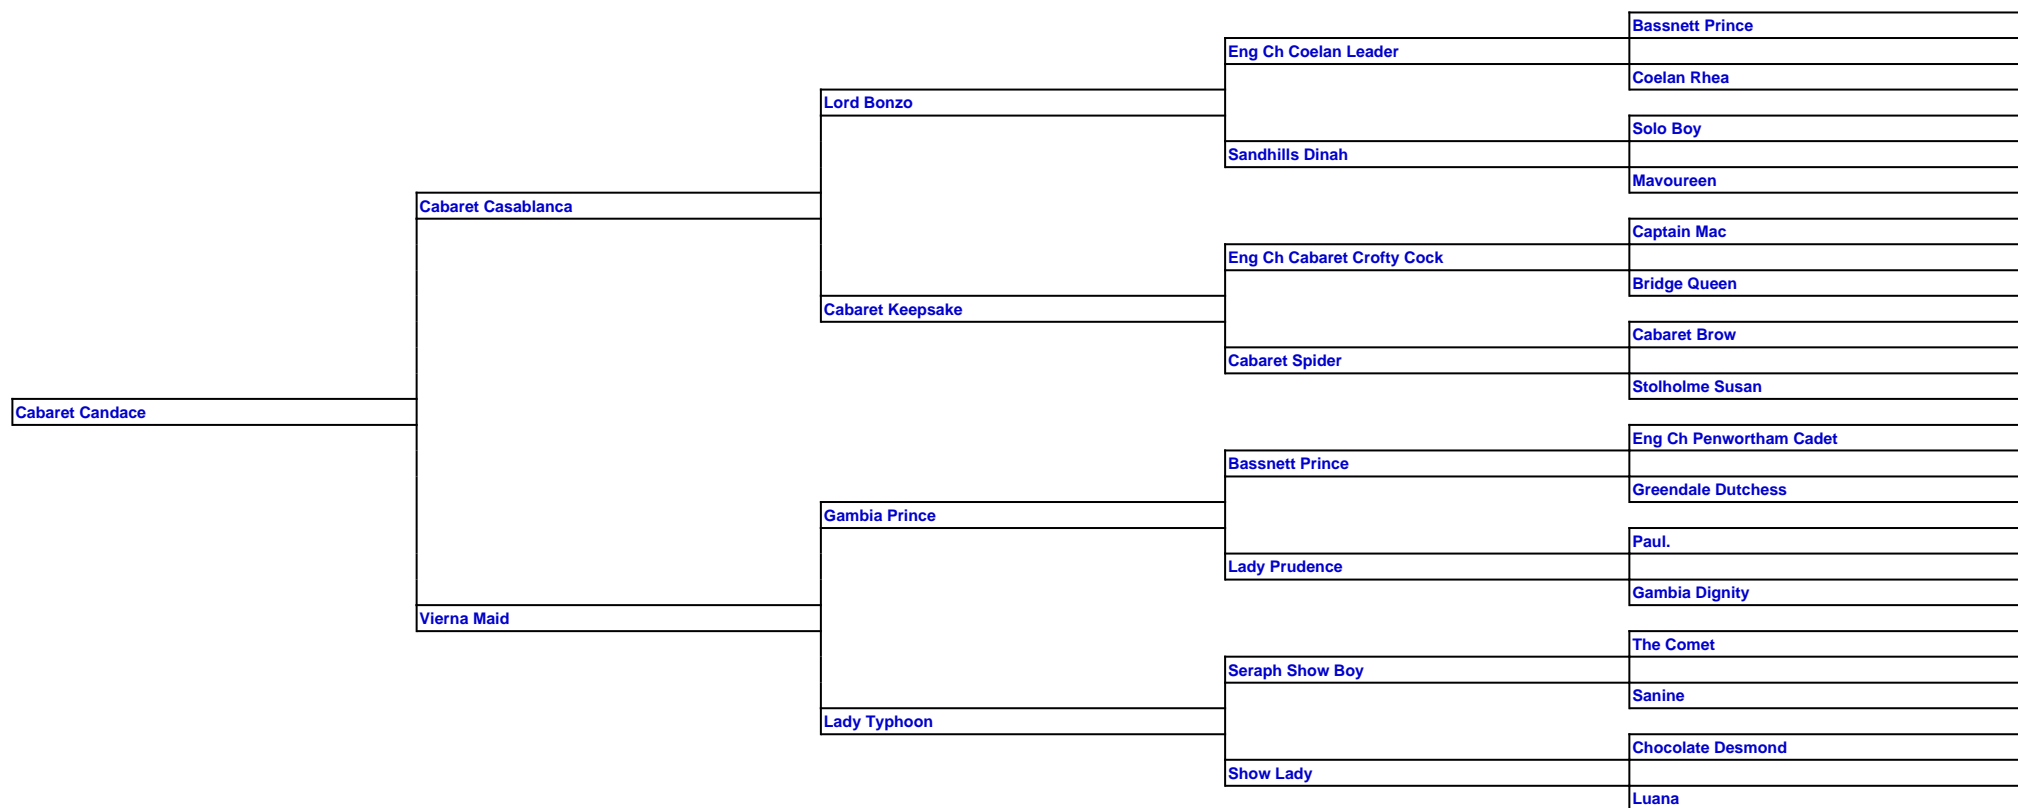 Bassnett Prince
Eng Ch Coelan Leader
Coelan Rhea
Lord Bonzo
Solo Boy
Sandhills Dinah
Mavoureen
Cabaret Casablanca
Captain Mac
Eng Ch Cabaret Crofty Cock
Bridge Queen
Cabaret Keepsake
Cabaret Brow
Cabaret Spider
Stolholme Susan
Cabaret Candace
Eng Ch Penwortham Cadet
Bassnett Prince
Greendale Dutchess
Gambia Prince
Paul.
Lady Prudence
Gambia Dignity
Vierna Maid
The Comet
Seraph Show Boy
Sanine
Lady Typhoon
Chocolate Desmond
Show Lady
Luana